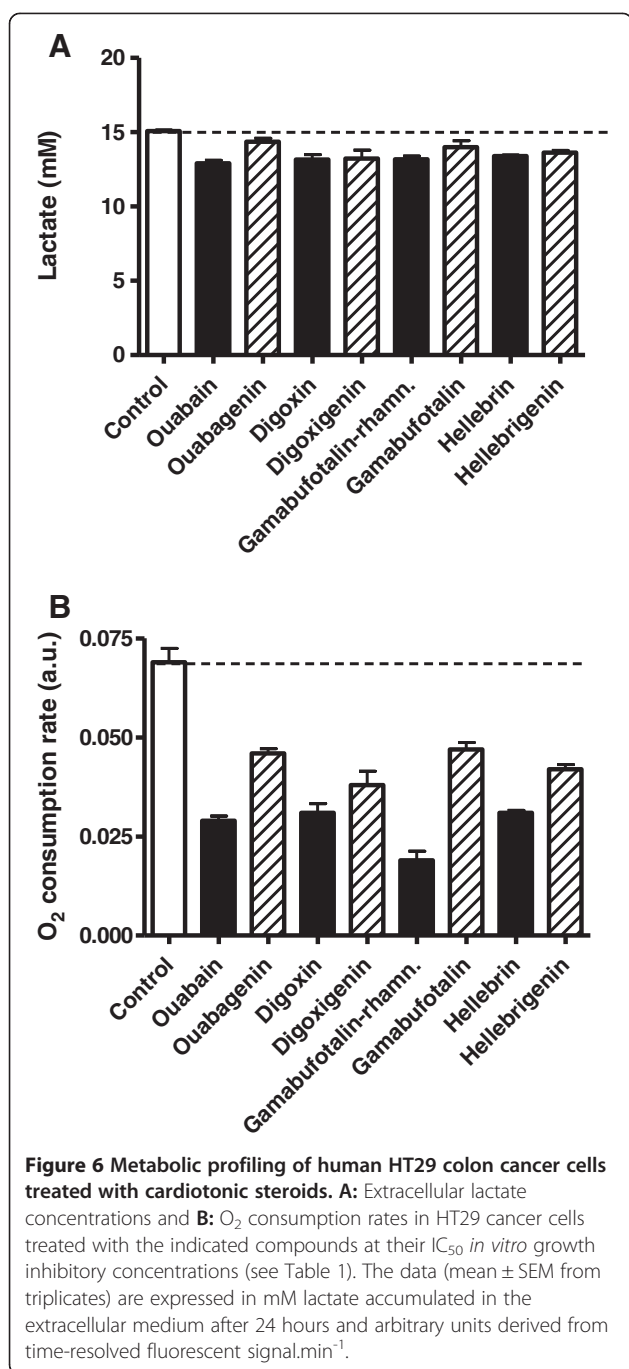 A
20
15
10
5
0
Lactate (mM)
Control
Ouabain
Ouabagenin
Digoxin
Digoxigenin
Gamabufotalin-rhamn.
Gamabufotalin
Hellebrin
Hellebrigenin
B
0.075
0.050
0.025
0.000
O₂ consumption rate (a.u.)
Control
Ouabain
Ouabagenin
Digoxin
Digoxigenin
Gamabufotalin-rhamn.
Gamabufotalin
Hellebrin
Hellebrigenin
Figure 6 Metabolic profiling of human HT29 colon cancer cells
treated with cardiotonic steroids. A: Extracellular lactate
concentrations and B: O₂ consumption rates in HT29 cancer cells
treated with the indicated compounds at their IC₅₀ in vitro growth
inhibitory concentrations (see Table 1). The data (mean ± SEM from
triplicates) are expressed in mM lactate accumulated in the
extracellular medium after 24 hours and arbitrary units derived from
time-resolved fluorescent signal.min⁻¹.